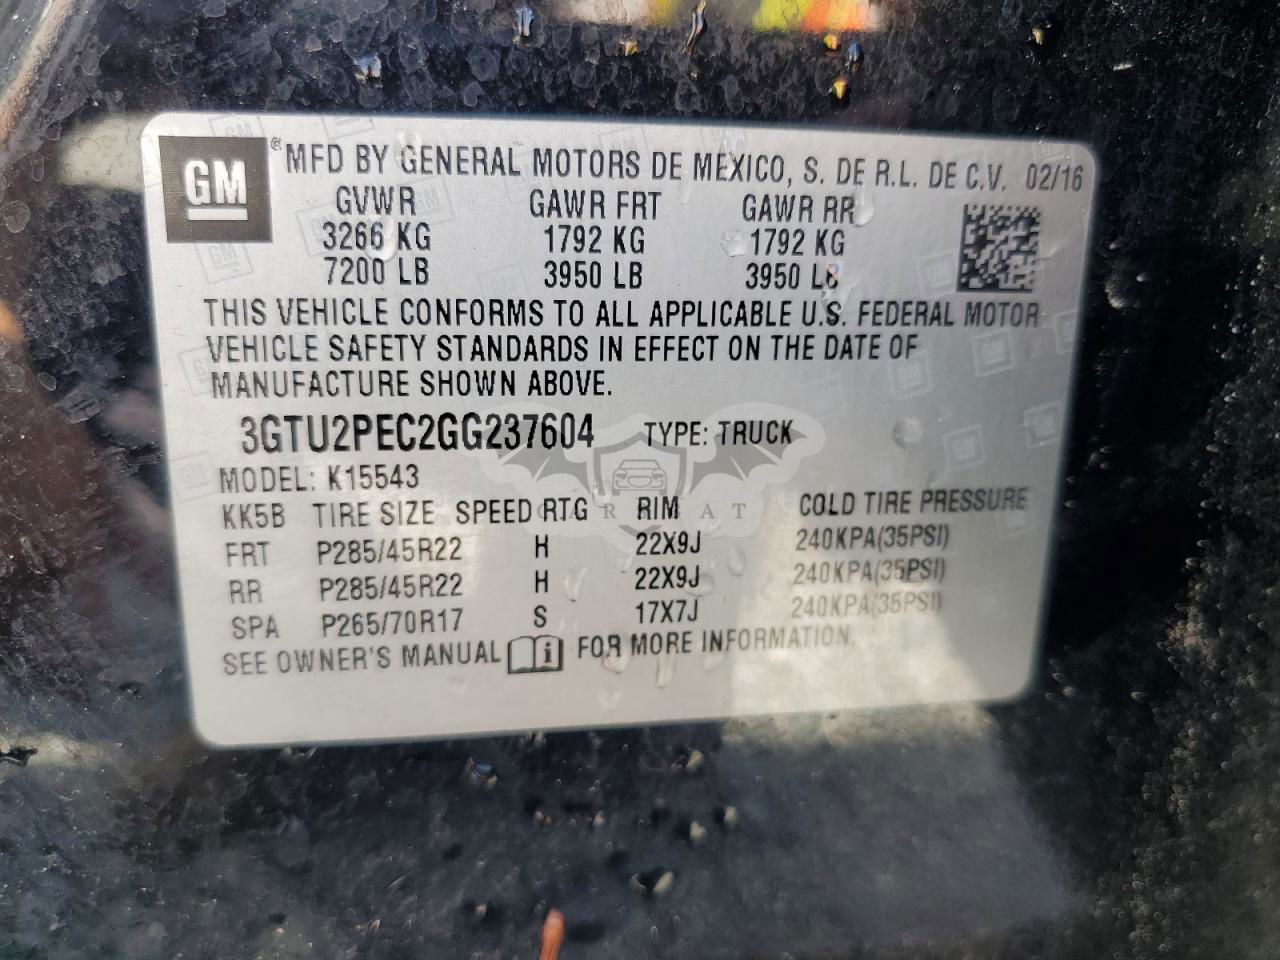 GM ® MFD BY GENERAL MOTORS DE MEXICO, S. DE R.L. DE C.V. 02/16
GVWR GAWR FRT GAWR RR
3266 KG 1792 KG 1792 KG
7200 LB 3950 LB 3950 LB
THIS VEHICLE CONFORMS TO ALL APPLICABLE U.S. FEDERAL MOTOR
VEHICLE SAFETY STANDARDS IN EFFECT ON THE DATE OF
MANUFACTURE SHOWN ABOVE.
3GTU2PEC2GG237604 TYPE: TRUCK
MODEL: K15543
KK5B TIRE SIZE SPEED RTG RIM COLD TIRE PRESSURE
FRT P285/45R22 H 22X9J 240KPA(35PSI)
RR P285/45R22 H 22X9J 240KPA(35PSI)
SPA P265/70R17 S 17X7J 240KPA(35PSI)
SEE OWNER'S MANUAL i FOR MORE INFORMATION.